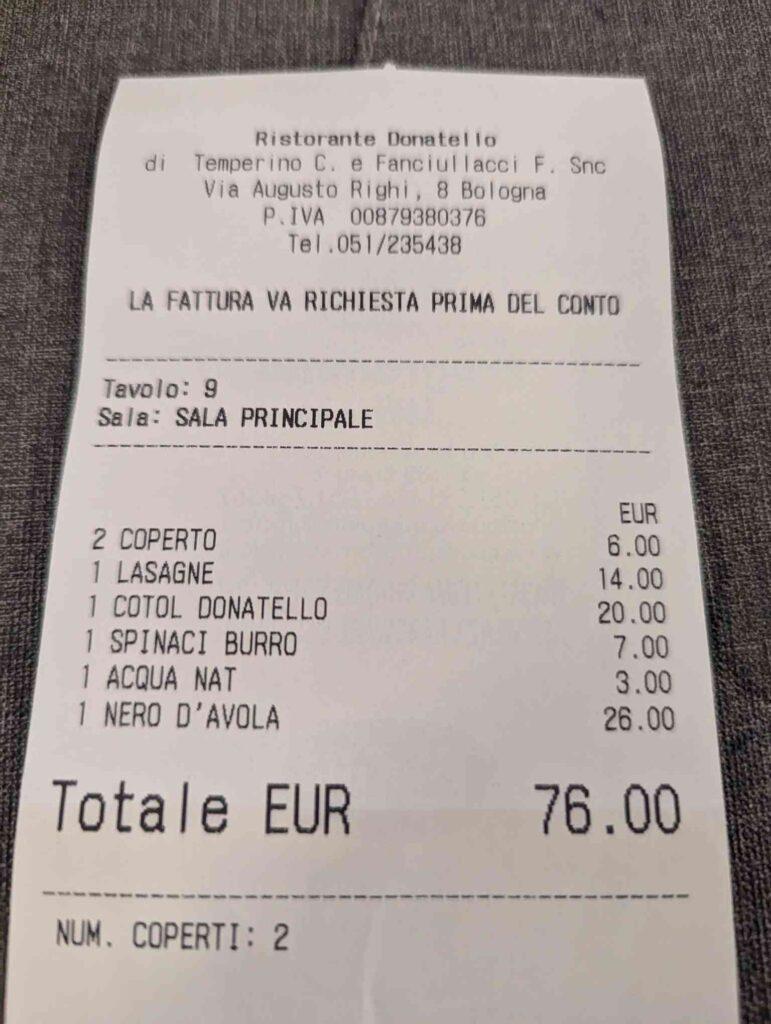 Ristorante Donatello
di Temperino C. e Fanciullacci F. Snc
Via Augusto Righi, 8 Bologna
P.IVA 00879380376
Tel.051/235438
LA FATTURA VA RICHIESTA PRIMA DEL CONTO
Tavolo: 9
Sala: SALA PRINCIPALE
EUR
2 COPERTO 6.00
1 LASAGNE 14.00
1 COTOL DONATELLO 20.00
1 SPINACI BURRO 7.00
1 ACQUA NAT 3.00
1 NERO D'AVOLA 26.00
Totale EUR 76.00
NUM. COPERTI: 2